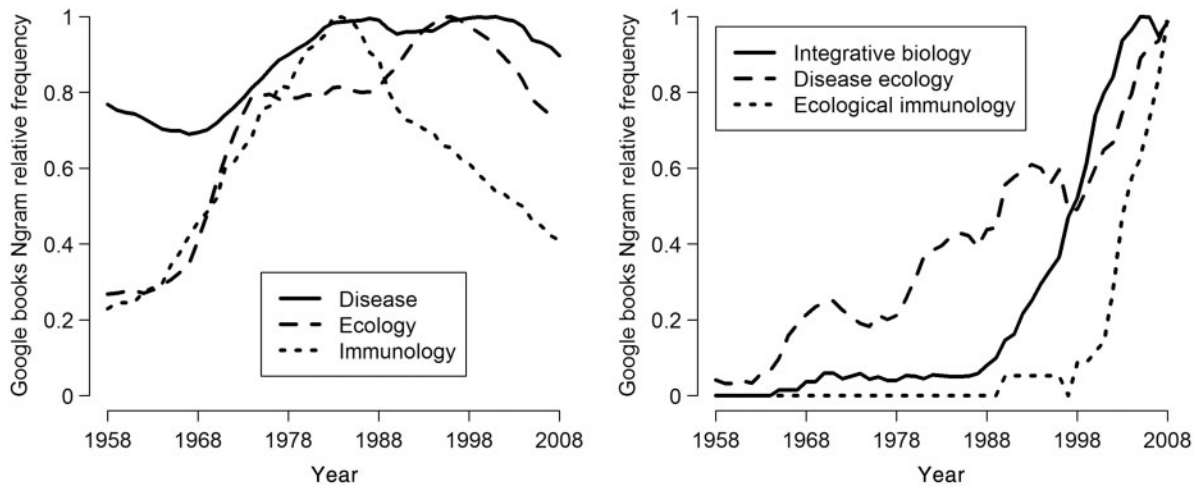 Google books Ngram relative frequency
1
0.8
0.6
0.4
0.2
0
Disease
Ecology
Immunology
1958 1968 1978 1988 1998 2008
Year
Google books Ngram relative frequency
1
0.8
0.6
0.4
0.2
0
Integrative biology
Disease ecology
Ecological immunology
1958 1968 1978 1988 1998 2008
Year